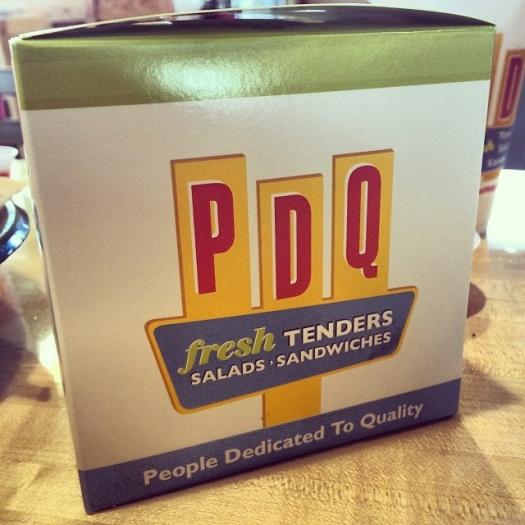 PDQ
fresh TENDERS
SALADS · SANDWICHES
People Dedicated To Quality
D